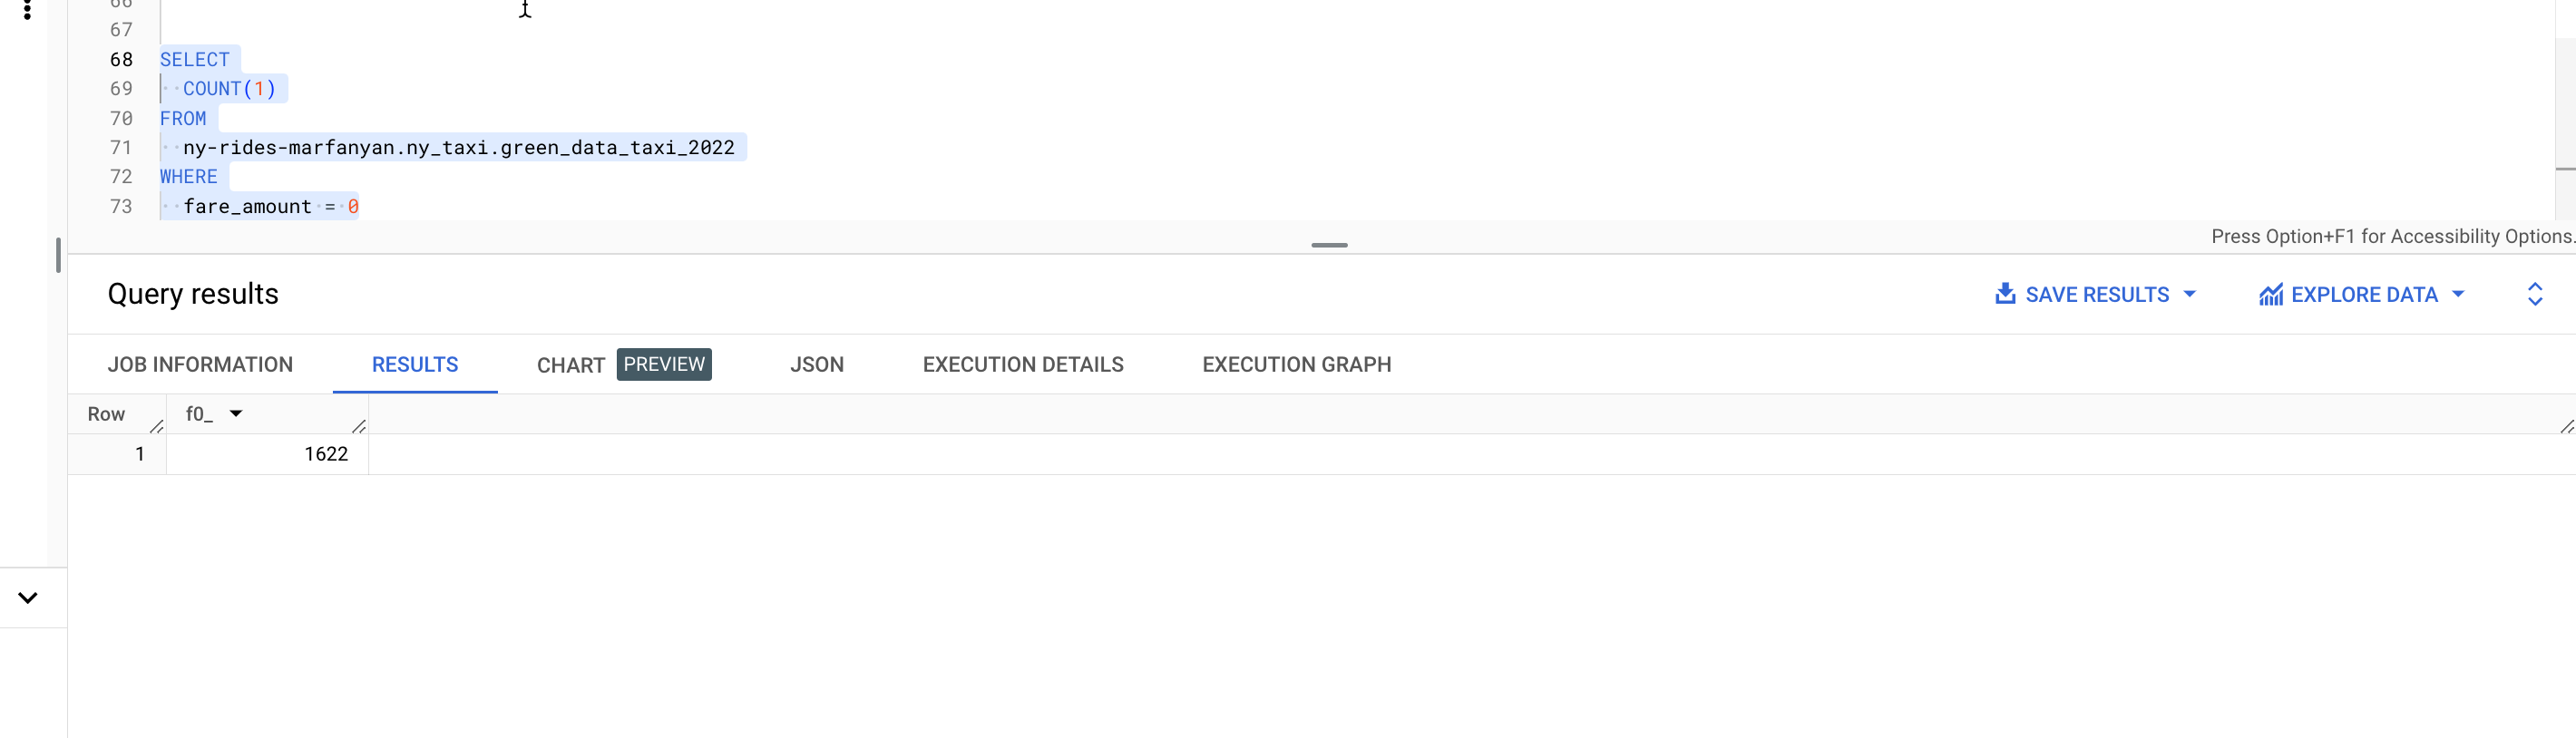 66
67
68 SELECT
69 COUNT(1)
70 FROM
71 ny-rides-marfanyan.ny_taxi.green_data_taxi_2022
72 WHERE
73 fare_amount = 0
Press Option+F1 for Accessibility Options.
Query results SAVE RESULTS EXPLORE DATA
JOB INFORMATION RESULTS CHART PREVIEW JSON EXECUTION DETAILS EXECUTION GRAPH
Row f0_
1 1622